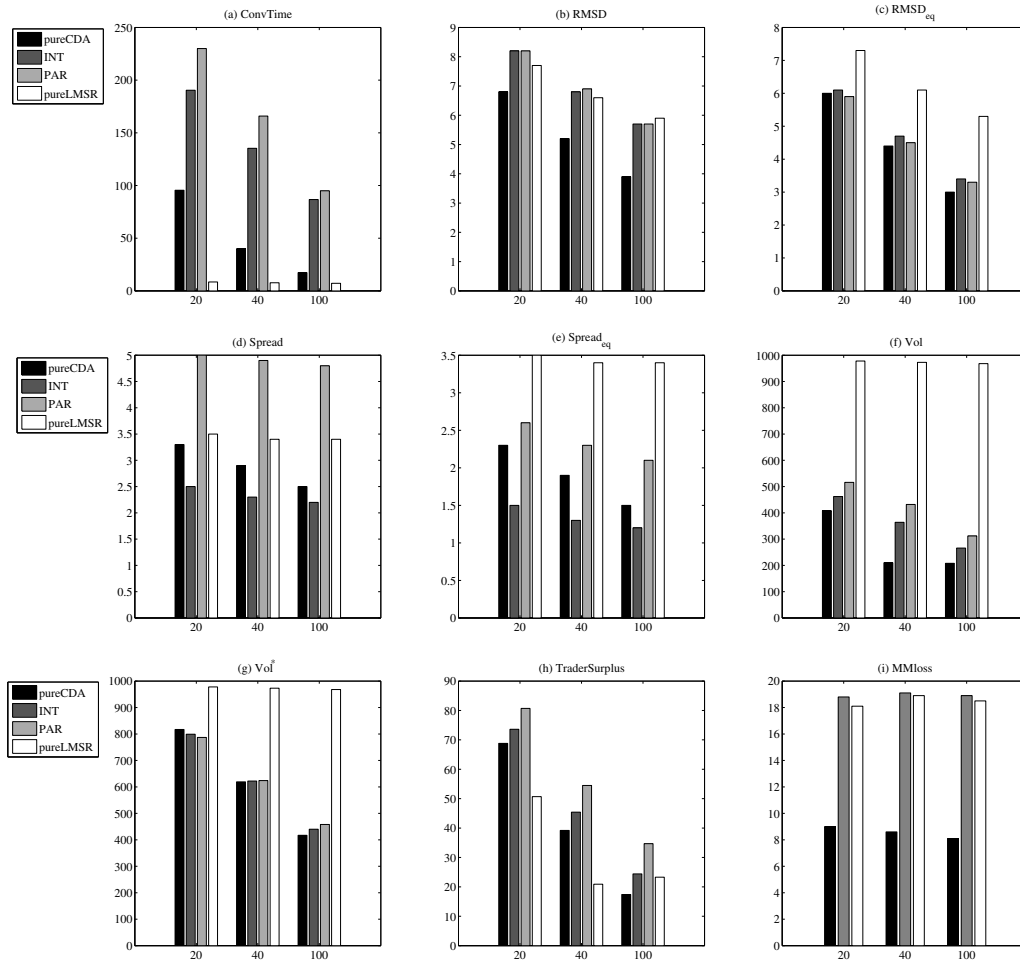 (a) ConvTime
pureCDA
INT
PAR
pureLMSR
250
200
150
100
50
0
20 40 100
(b) RMSD
9
8
7
6
5
4
3
2
1
0
20 40 100
(c) RMSD_eq
8
7
6
5
4
3
2
1
0
20 40 100
(d) Spread
pureCDA
INT
PAR
pureLMSR
5
4.5
4
3.5
3
2.5
2
1.5
1
0.5
0
20 40 100
(e) Spread_eq
3.5
3
2.5
2
1.5
1
0.5
0
20 40 100
(f) Vol
1000
900
800
700
600
500
400
300
200
100
0
20 40 100
(g) Vol*
pureCDA
INT
PAR
pureLMSR
1000
900
800
700
600
500
400
300
200
100
0
20 40 100
(h) TraderSurplus
90
80
70
60
50
40
30
20
10
0
20 40 100
(i) MMloss
20
18
16
14
12
10
8
6
4
2
0
20 40 100